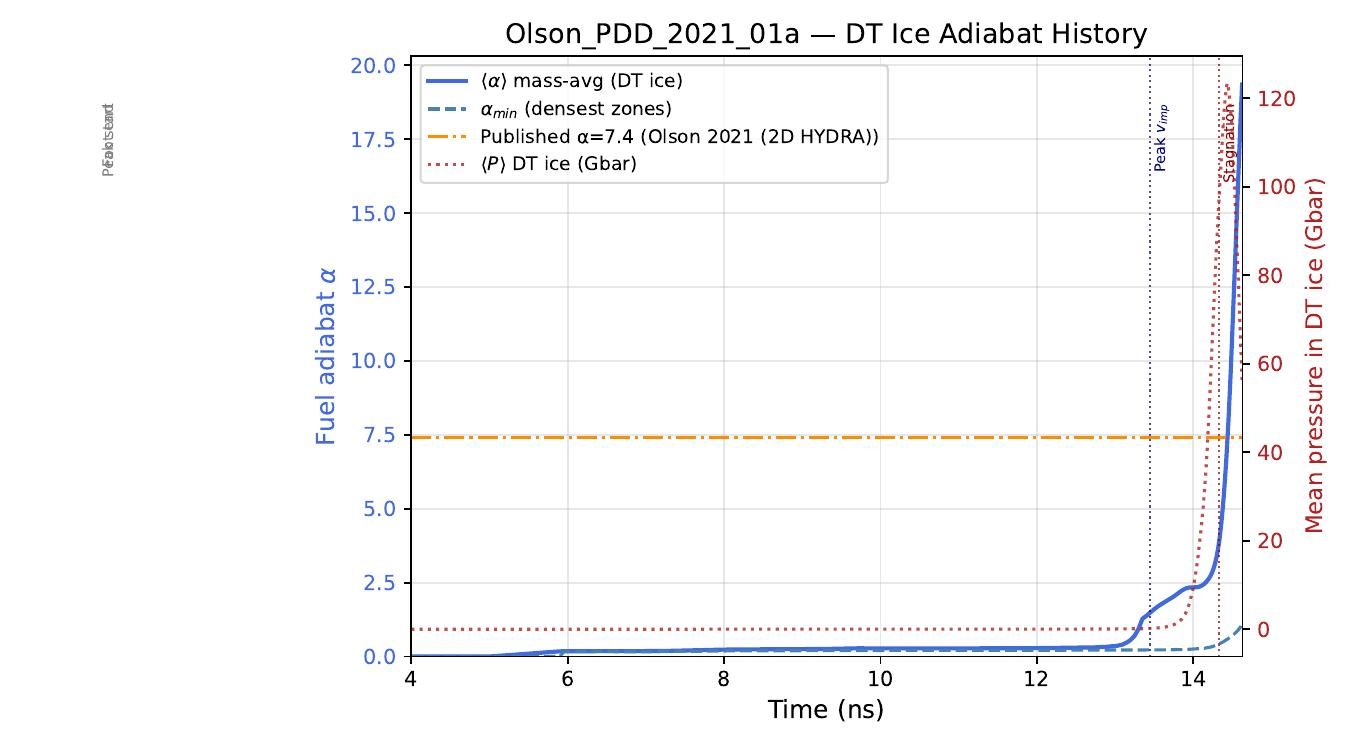 Olson_PDD_2021_01a — DT Ice Adiabat History
⟨α⟩ mass-avg (DT ice)
α_min (densest zones)
Published α=7.4 (Olson 2021 (2D HYDRA))
⟨P⟩ DT ice (Gbar)
Peak v_imp
Stagnation
Fuel adiabat α
20.0
17.5
15.0
12.5
10.0
7.5
5.0
2.5
0.0
120
100
80
60
40
20
0
Mean pressure in DT ice (Gbar)
4 6 8 10 12 14
Time (ns)